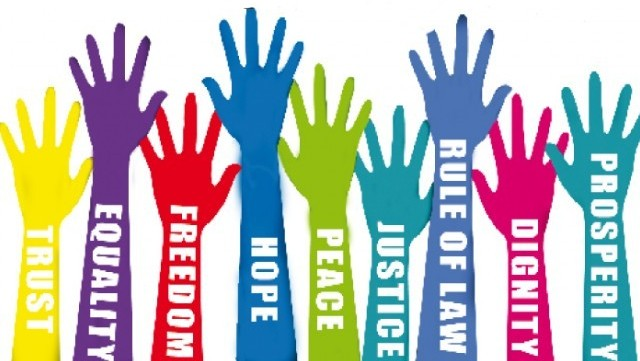 TRUST
EQUALITY
FREEDOM
HOPE
PEACE
JUSTICE
RULE OF LAW
DIGNITY
PROSPERITY